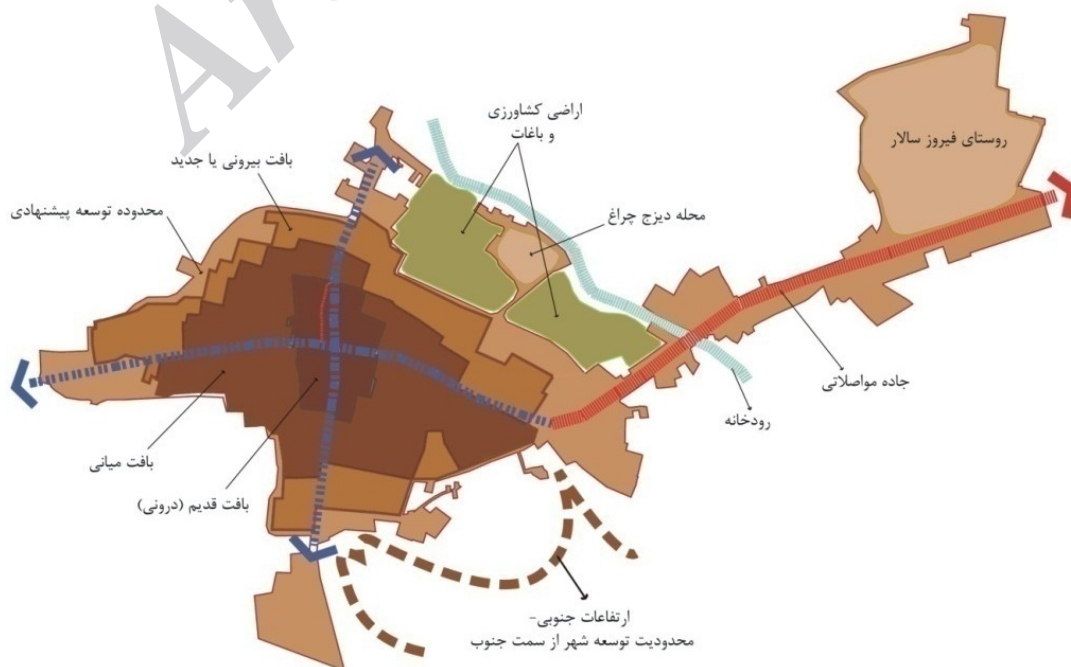 اراضی کشاورزی
و باغات
روستای فیروز سالار
بافت بیرونی یا جدید
محدوده توسعه پیشنهادی
محله دیزج چراغ
جاده مواصلاتی
رودخانه
بافت میانی
بافت قدیم (درونی)
ارتفاعات جنوبی-
محدودیت توسعه شهر از سمت جنوب